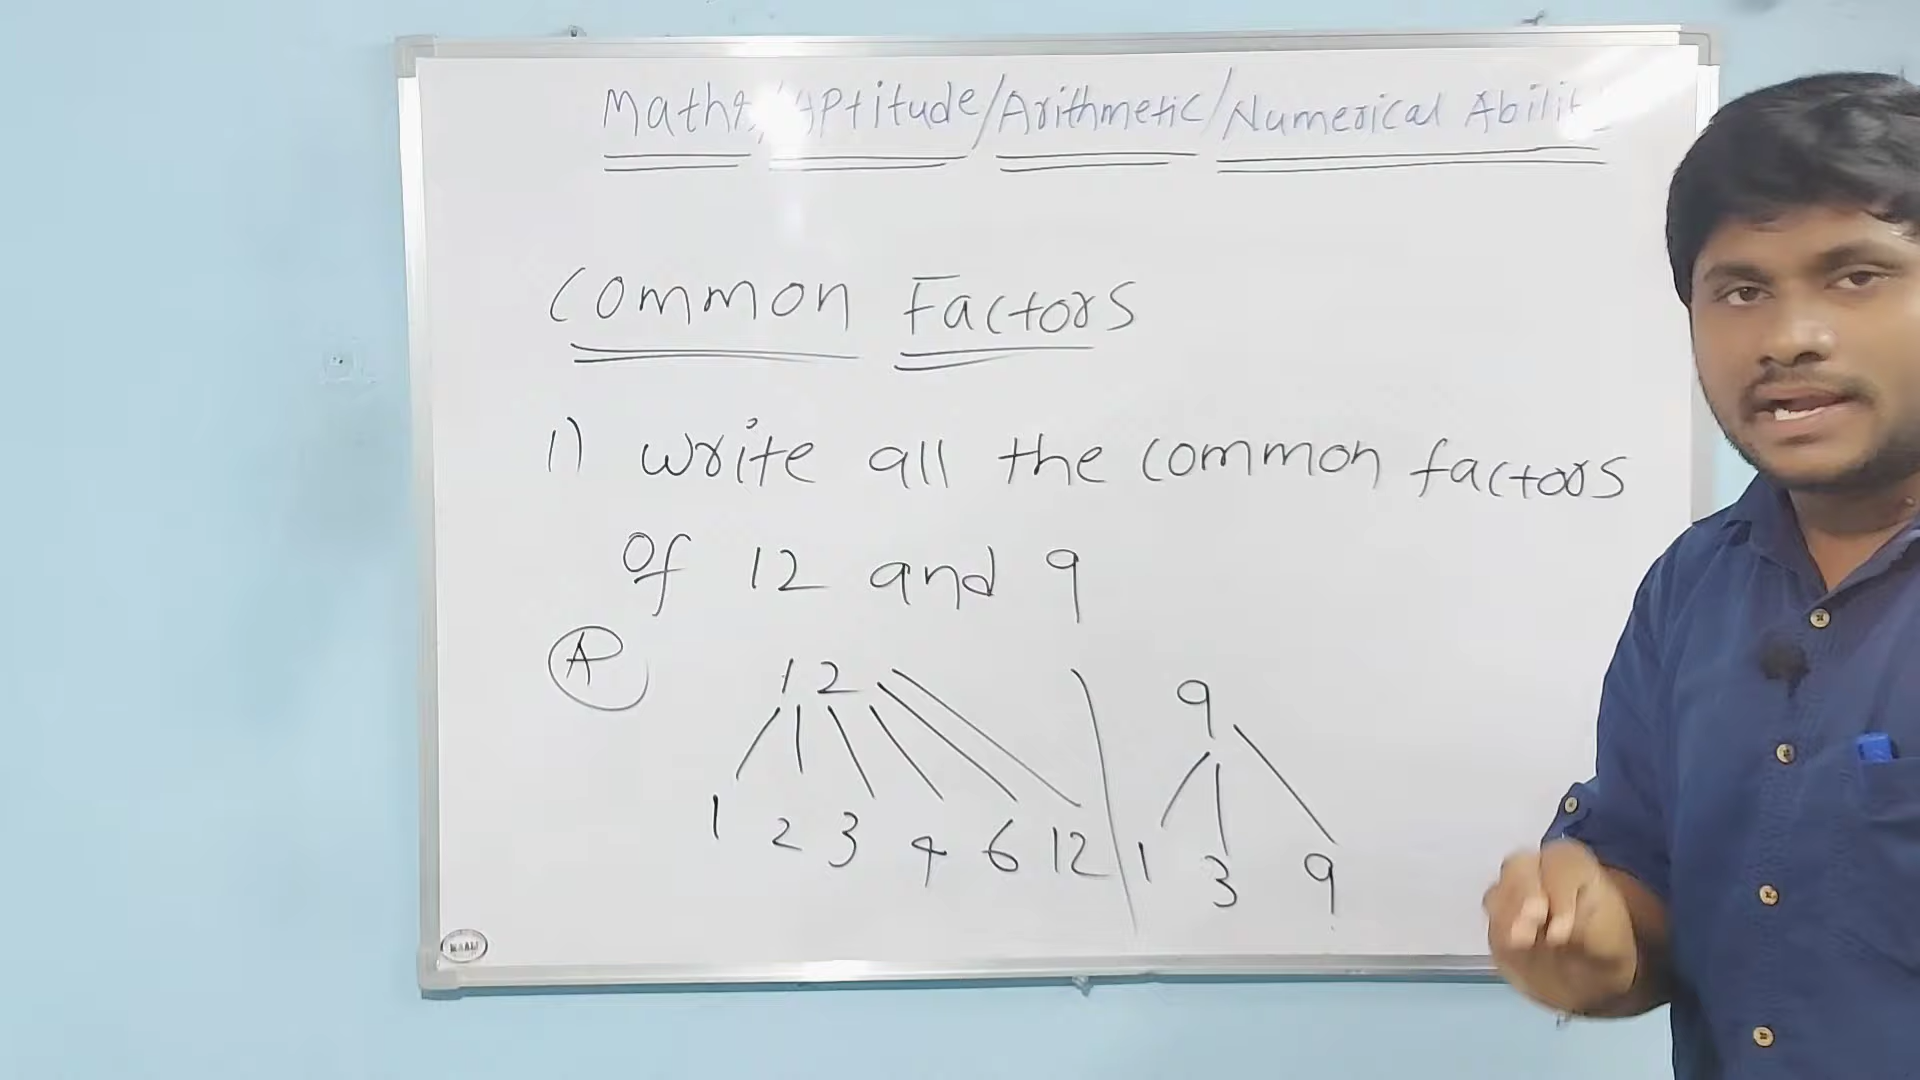 Maths/Aptitude/Arithmetic/Numerical Abilit
Common Factors
1) write all the common factors
of 12 and 9
A
12 9
1 2 3 4 6 12 1 3 9